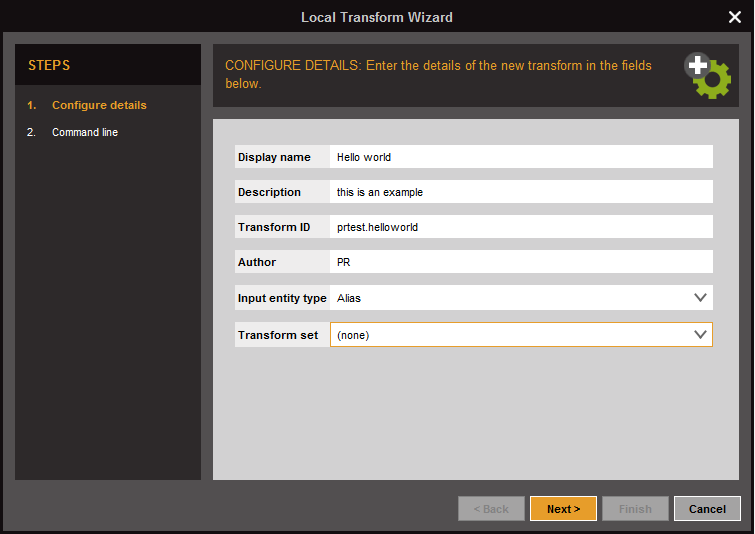 Local Transform Wizard
STEPS
1. Configure details
2. Command line
CONFIGURE DETAILS: Enter the details of the new transform in the fields
below.
Display name Hello world
Description this is an example
Transform ID prtest.helloworld
Author PR
Input entity type Alias
Transform set (none)
< Back Next > Finish Cancel